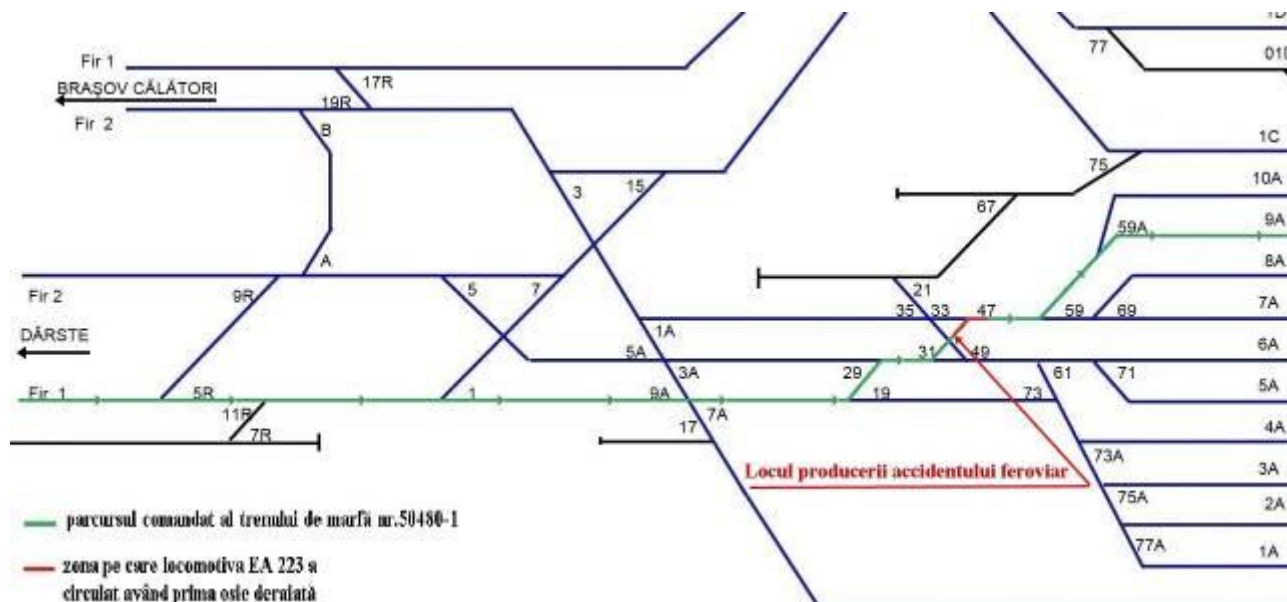 Fir 1
BRAŞOV CĂLĂTORI
Fir 2
17R
19R
B
3
15
A
9R
5
7
Fir 2
DÂRSTE
Fir 1
5R
11R
7R
1
1A
5A
3A
9A
7A
17
29
19
31
35
33
47
49
21
67
75
77
1C
10A
59A
9A
8A
59
69
7A
6A
61
71
5A
73
4A
73A
3A
75A
2A
77A
1A
Locul producerii accidentului feroviar
parcursul comandat al trenului de marfă nr.50480-1
zona pe care locomotiva EA 223 a
circulat având prima osie deraiată